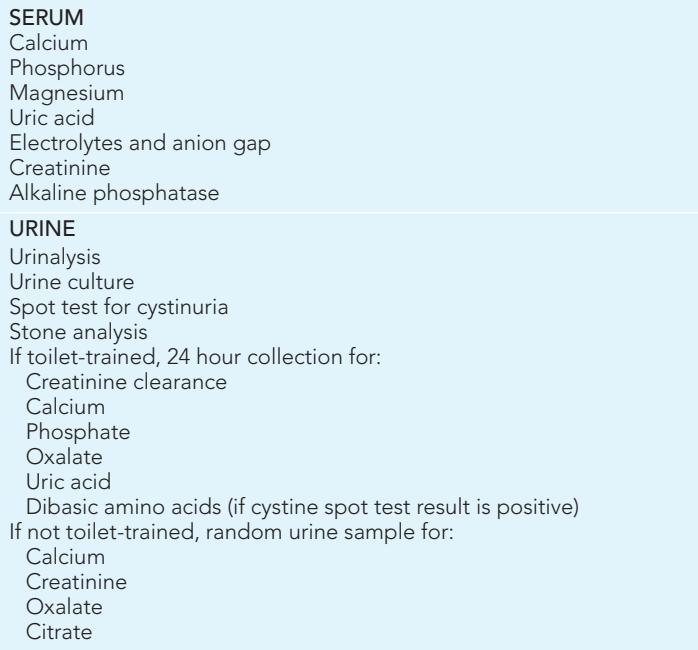 SERUM
Calcium
Phosphorus
Magnesium
Uric acid
Electrolytes and anion gap
Creatinine
Alkaline phosphatase
URINE
Urinalysis
Urine culture
Spot test for cystinuria
Stone analysis
If toilet-trained, 24 hour collection for:
Creatinine clearance
Calcium
Phosphate
Oxalate
Uric acid
Dibasic amino acids (if cystine spot test result is positive)
If not toilet-trained, random urine sample for:
Calcium
Creatinine
Oxalate
Citrate